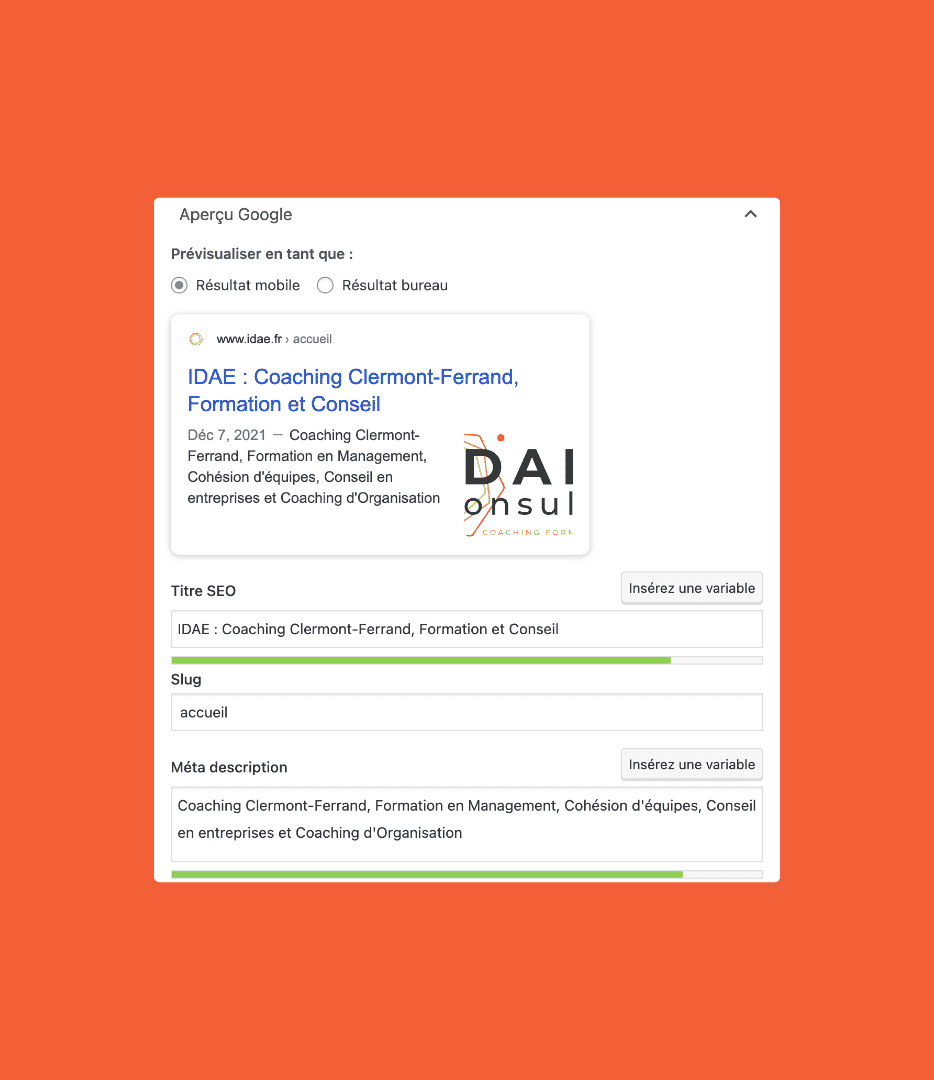 Aperçu Google
Prévisualiser en tant que :
Résultat mobile Résultat bureau
www.idae.fr › accueil
IDAE : Coaching Clermont-Ferrand,
Formation et Conseil
Déc 7, 2021 — Coaching Clermont-
Ferrand, Formation en Management,
Cohésion d'équipes, Conseil en
entreprises et Coaching d'Organisation
DAI
onsul
COACHING FORM
Titre SEO
Insérez une variable
IDAE : Coaching Clermont-Ferrand, Formation et Conseil
Slug
accueil
Méta description
Insérez une variable
Coaching Clermont-Ferrand, Formation en Management, Cohésion d'équipes, Conseil
en entreprises et Coaching d'Organisation